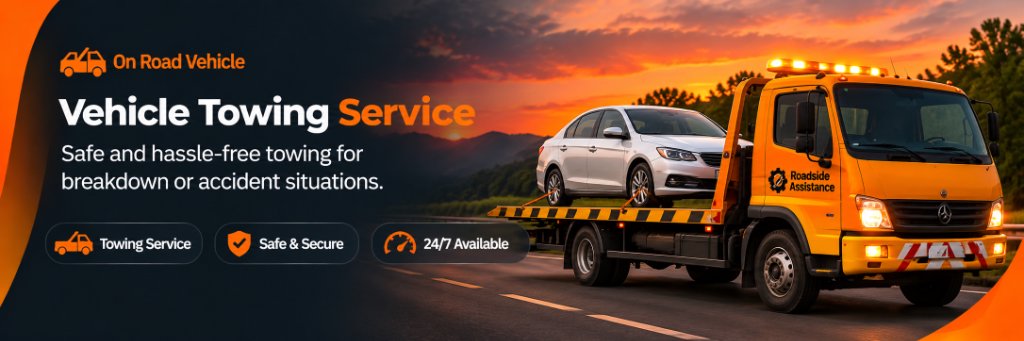 On Road Vehicle
Vehicle Towing Service
Safe and hassle-free towing for
breakdown or accident situations.
Towing Service
Safe & Secure
24/7 Available
Roadside
Assistance